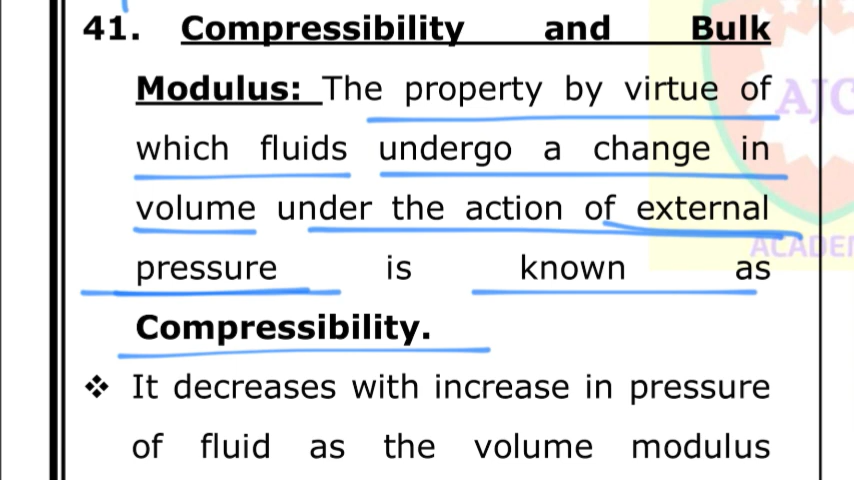 41. Compressibility and Bulk
Modulus: The property by virtue of
which fluids undergo a change in
volume under the action of external
pressure is known as
Compressibility.
❖ It decreases with increase in pressure
of fluid as the volume modulus
AJC
ACADE